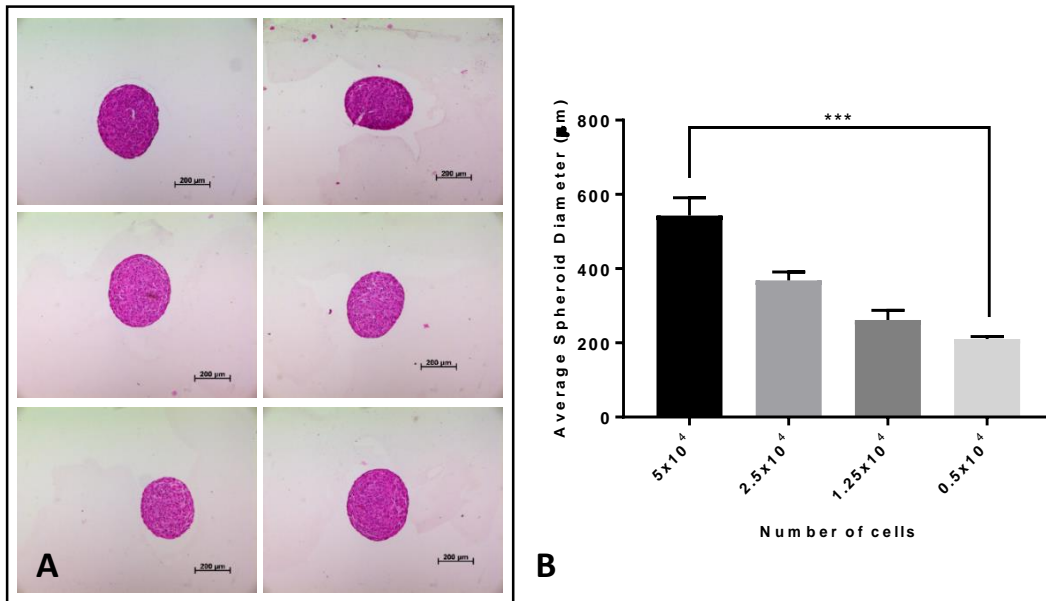 200 µm
200 µm
200 µm
200 µm
200 µm
200 µm
A
Average Spheroid Diameter (µm)
***
800
600
400
200
0
5x10⁴
2.5x10⁴
1.25x10⁴
0.5x10⁴
Number of cells
B